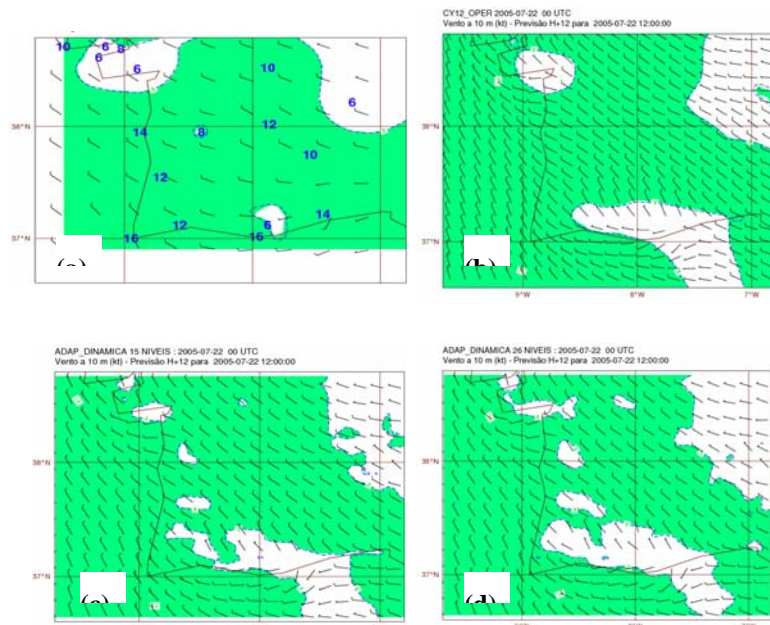 CY12_OPER 2005-07-22 00 UTC
Vento a 10 m (kt) - Previsão H+12 para 2005-07-22 12:00:00
10 6 8
6
6
10
6
38°N
14
8
12
10
12
12
14
6
37°N
16
16
38°N
37°N
9°W 8°W 7°W
(b)
ADAP_DINAMICA 15 NIVEIS : 2005-07-22 00 UTC
Vento a 10 m (kt) - Previsão H+12 para 2005-07-22 12:00:00
38°N
37°N
ADAP_DINAMICA 26 NIVEIS : 2005-07-22 00 UTC
Vento a 10 m (kt) - Previsão H+12 para 2005-07-22 12:00:00
38°N
37°N
(d)